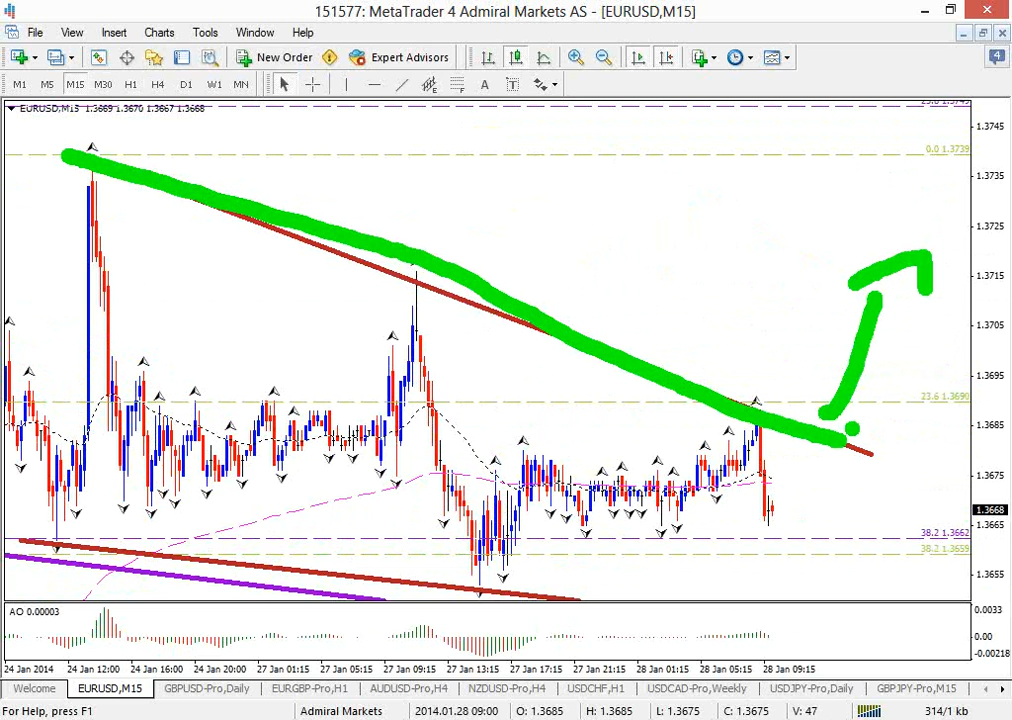 151577: MetaTrader 4 Admiral Markets AS - [EURUSD,M15]
File View Insert Charts Tools Window Help
New Order Expert Advisors 4
M1 M5 M15 M30 H1 H4 D1 W1 MN A T
EURUSD,M15 1.3669 1.3670 1.3667 1.3668
1.3745
0.0 1.3739
1.3735
1.3725
1.3715
1.3705
1.3695
23.6 1.3690
1.3685
1.3675
1.3668
1.3665
38.2 1.3662
38.2 1.3659
1.3655
AO 0.00003
0.0033
0.00
-0.00218
24 Jan 2014 24 Jan 12:00 24 Jan 16:00 24 Jan 20:00 27 Jan 01:15 27 Jan 05:15 27 Jan 09:15 27 Jan 13:15 27 Jan 17:15 27 Jan 21:15 28 Jan 01:15 28 Jan 05:15 28 Jan 09:15
Welcome EURUSD,M15 GBPUSD-Pro,Daily EURGBP-Pro,H1 AUDUSD-Pro,H4 NZDUSD-Pro,H4 USDCHF,H1 USDCAD-Pro,Weekly USDJPY-Pro,Daily GBPJPY-Pro,M15
For Help, press F1 Admiral Markets 2014.01.28 09:00 O: 1.3685 H: 1.3685 L: 1.3675 C: 1.3675 V: 47 314/1 kb